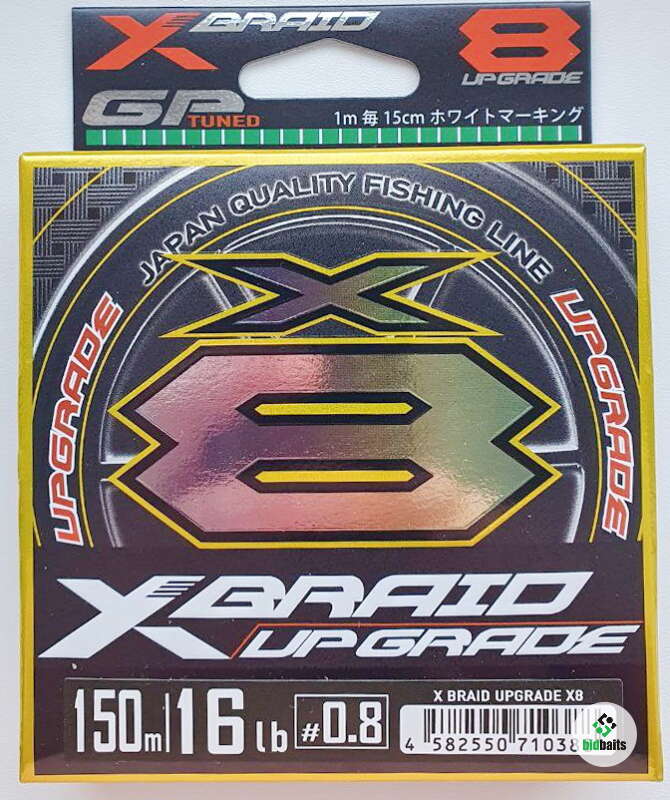 X BRAID 8
UPGRADE
GP TUNED
1m 毎 15cm ホワイトマーキング
JAPAN QUALITY FISHING LINE
UPGRADE
X
8
UPGRADE
X BRAID
UPGRADE
150m 16lb #0.8
X BRAID UPGRADE X8
4 582550 71038
bidbaits